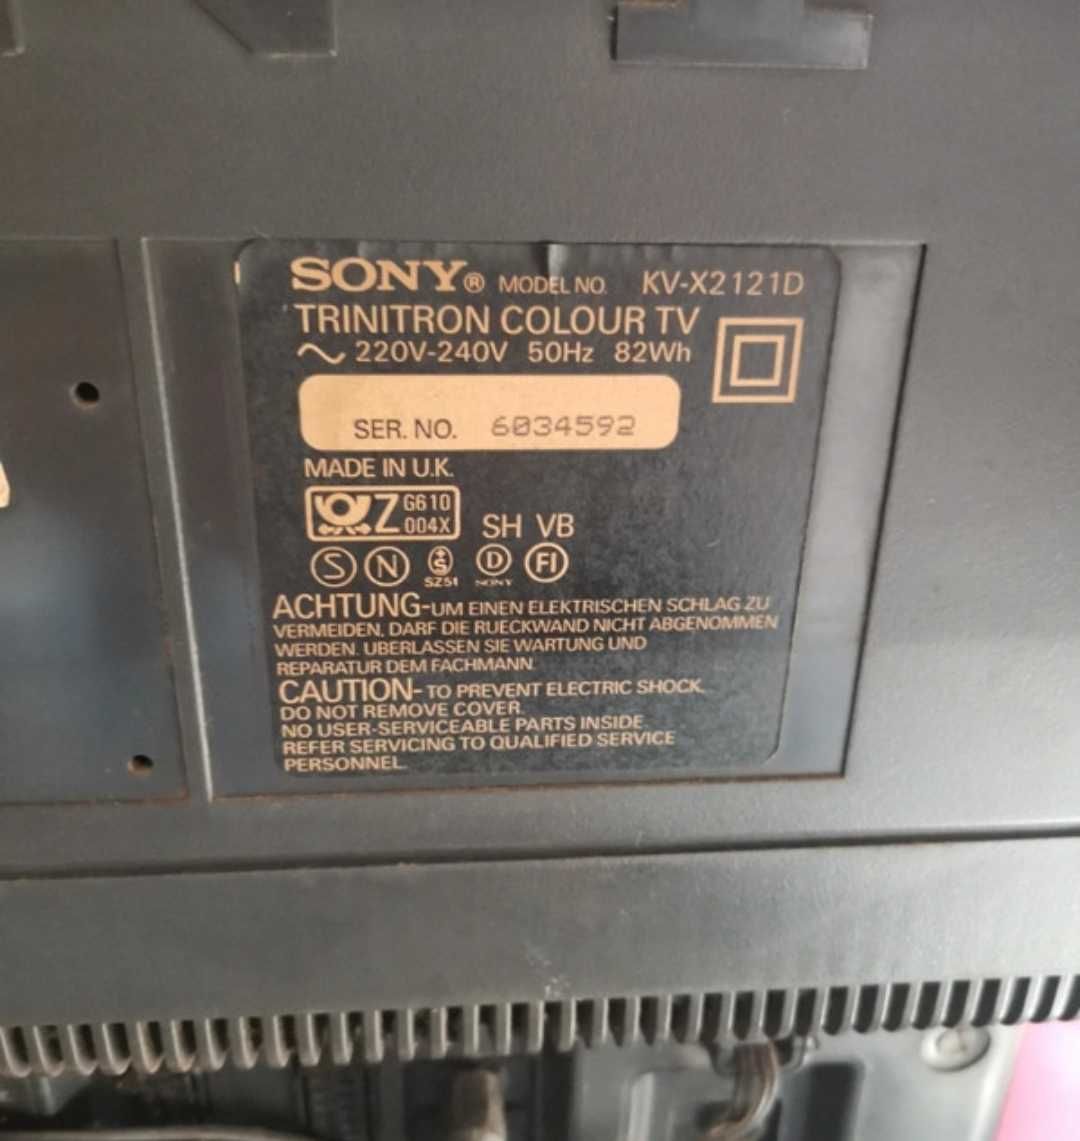 SONY® MODEL NO. KV-X2121D
TRINITRON COLOUR TV
~ 220V-240V 50Hz 82Wh
SER. NO. 6034592
MADE IN U.K.
Z G610 004X
SH VB
S N S SZ51 D SONY FI
ACHTUNG-UM EINEN ELEKTRISCHEN SCHLAG ZU
VERMEIDEN, DARF DIE RUECKWAND NICHT ABGENOMMEN
WERDEN. UBERLASSEN SIE WARTUNG UND
REPARATUR DEM FACHMANN.
CAUTION-TO PREVENT ELECTRIC SHOCK,
DO NOT REMOVE COVER.
NO USER-SERVICEABLE PARTS INSIDE.
REFER SERVICING TO QUALIFIED SERVICE
PERSONNEL.